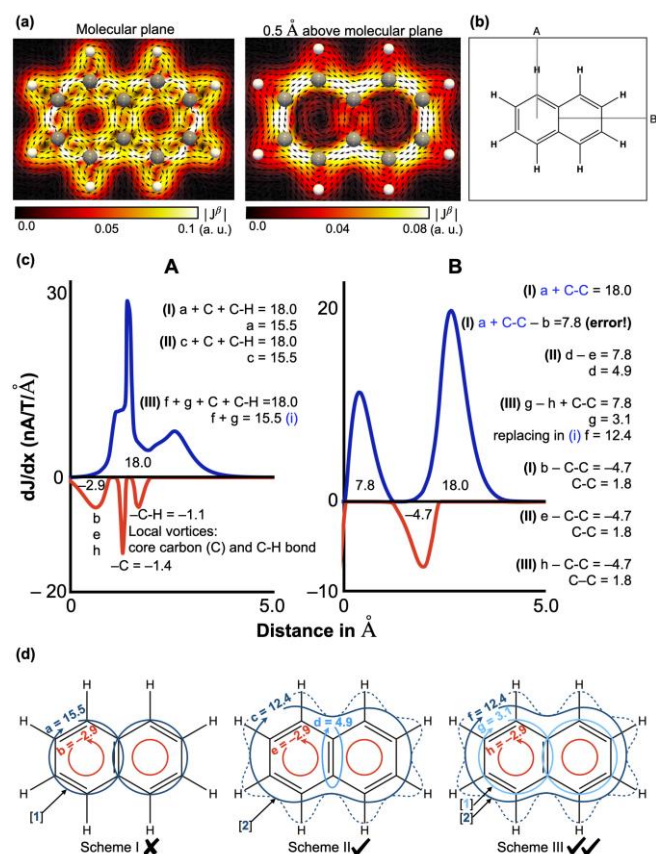 (a)
Molecular plane
0.5 Å above molecular plane
(b)
A
H
H
H
B
H
H
H
H
H
|Jᵝ|
|Jᵝ|
0.0
0.05
0.1 (a. u.)
0.0
0.04
0.08 (a. u.)
(c)
A
B
30
(I) a + C + C-H = 18.0
a = 15.5
(II) c + C + C-H = 18.0
c = 15.5
(III) f + g + C + C-H =18.0
f + g = 15.5 (i)
dJ/dx (nA/T/Å)
18.0
0
−2.9
b
e
h
−C-H = −1.1
Local vortices:
core carbon (C) and C-H bond
−C = −1.4
−20
0
5.0
20
(I) a + C-C = 18.0
(I) a + C-C − b =7.8 (error!)
(II) d − e = 7.8
d = 4.9
(III) g − h + C-C = 7.8
g = 3.1
replacing in (i) f = 12.4
7.8
18.0
0
−4.7
(I) b − C-C = −4.7
C-C = 1.8
(II) e − C-C = −4.7
C-C = 1.8
(III) h − C-C = −4.7
C−C = 1.8
−10
0
5.0
Distance in Å
(d)
H
H
H
H
H
H
H
H
a = 15.5
b = −2.9
[1]
Scheme I ✘
H
H
H
H
H
H
H
H
c = 12.4
d = 4.9
e = −2.9
[2]
Scheme II ✓
H
H
H
H
H
H
H
H
f = 12.4
g = 3.1
h = −2.9
[1]
[2]
Scheme III ✓✓